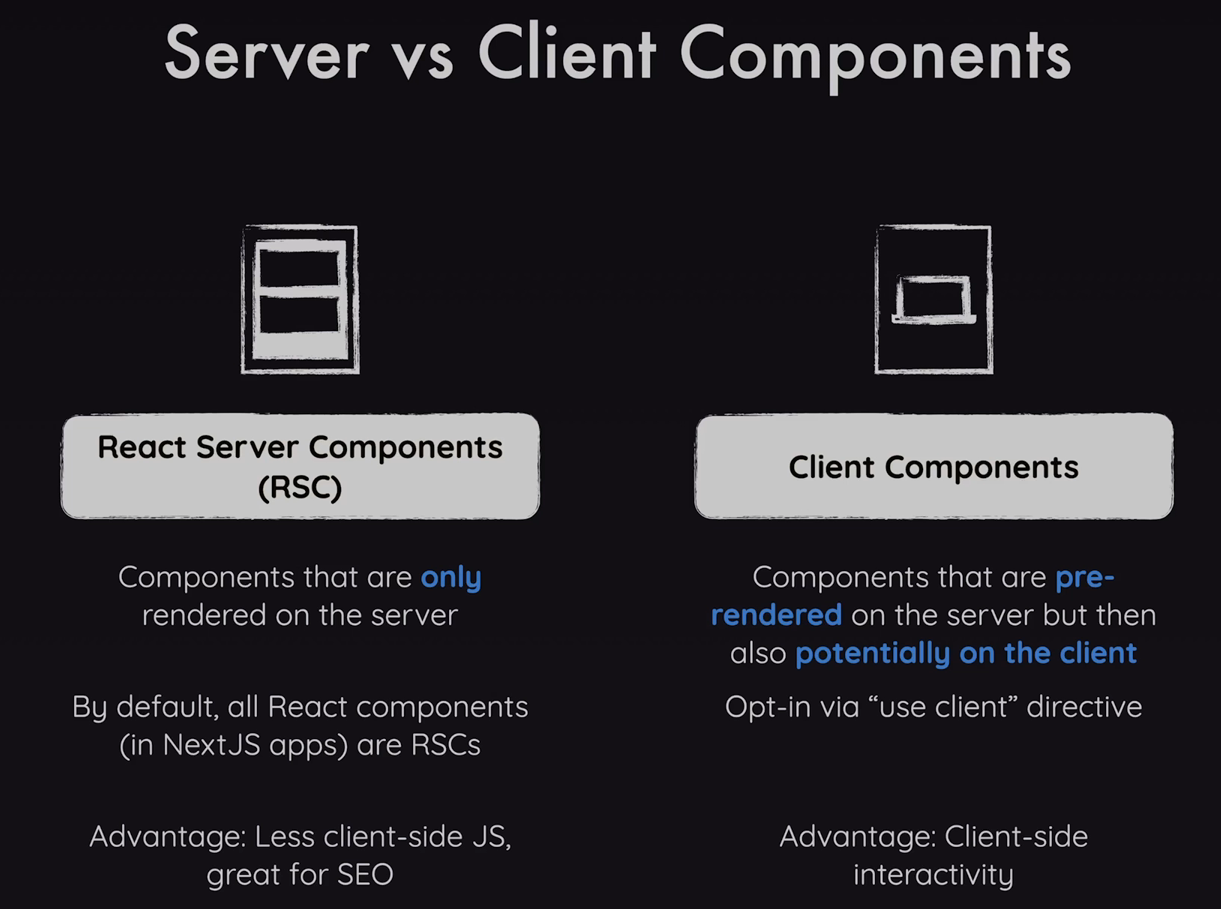 Server vs Client Components
React Server Components
(RSC)
Components that are only
rendered on the server
By default, all React components
(in NextJS apps) are RSCs
Advantage: Less client-side JS,
great for SEO
Client Components
Components that are pre-
rendered on the server but then
also potentially on the client
Opt-in via “use client” directive
Advantage: Client-side
interactivity